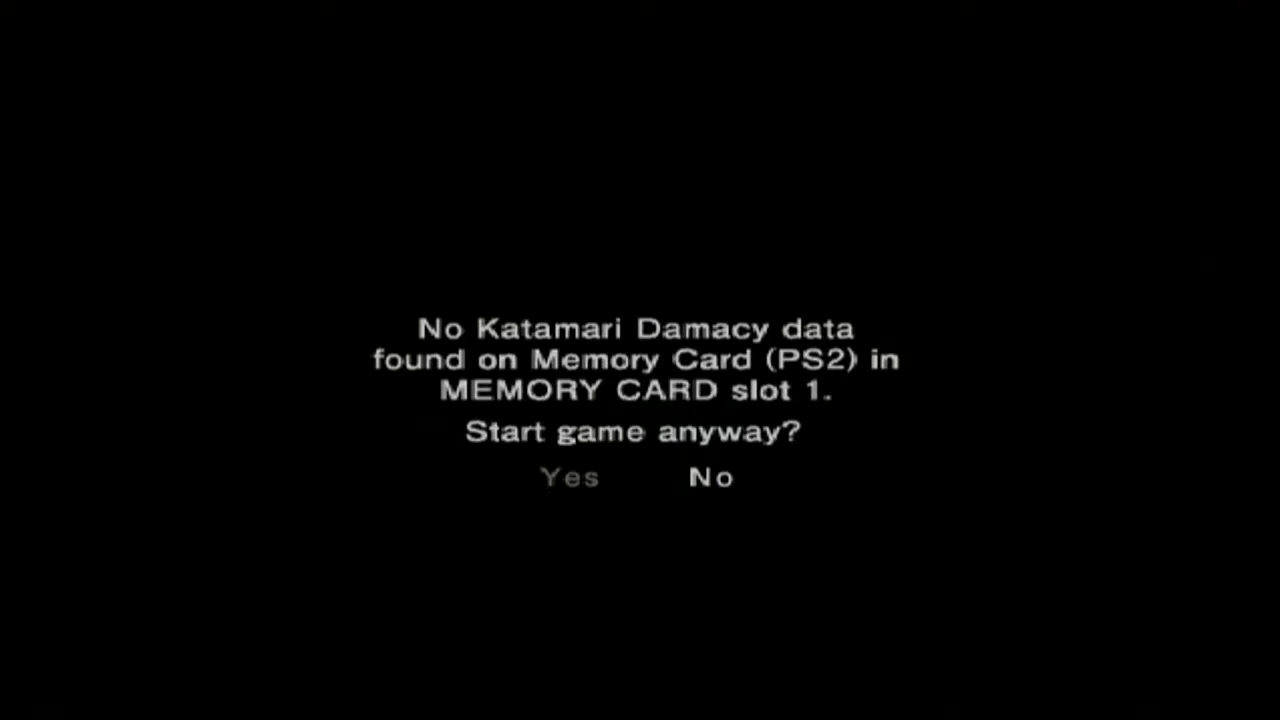 No Katamari Damacy data
found on Memory Card (PS2) in
MEMORY CARD slot 1.
Start game anyway?
Yes No